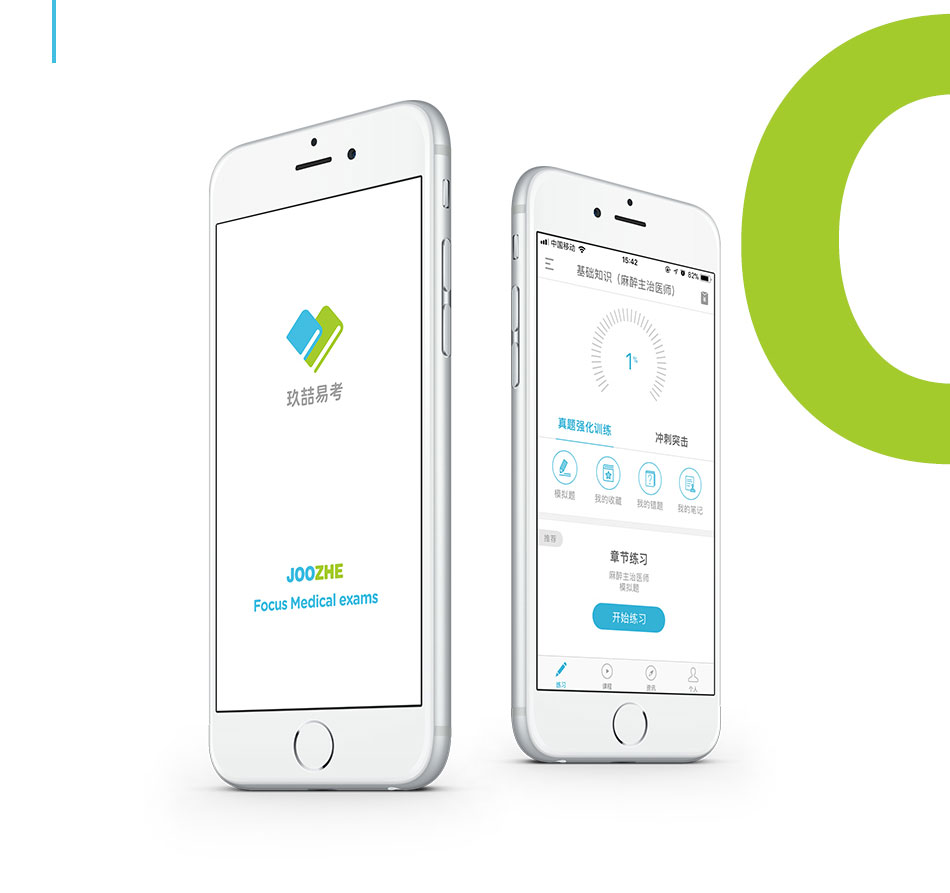 玖喆易考
JOOZHE
Focus Medical exams
中国移动
15:42
62%
基础知识（麻醉主治医师）
1%
真题强化训练
冲刺突击
模拟题
我的收藏
我的错题
我的笔记
推荐
章节练习
麻醉主治医师
模拟题
开始练习
练习
课程
资讯
个人